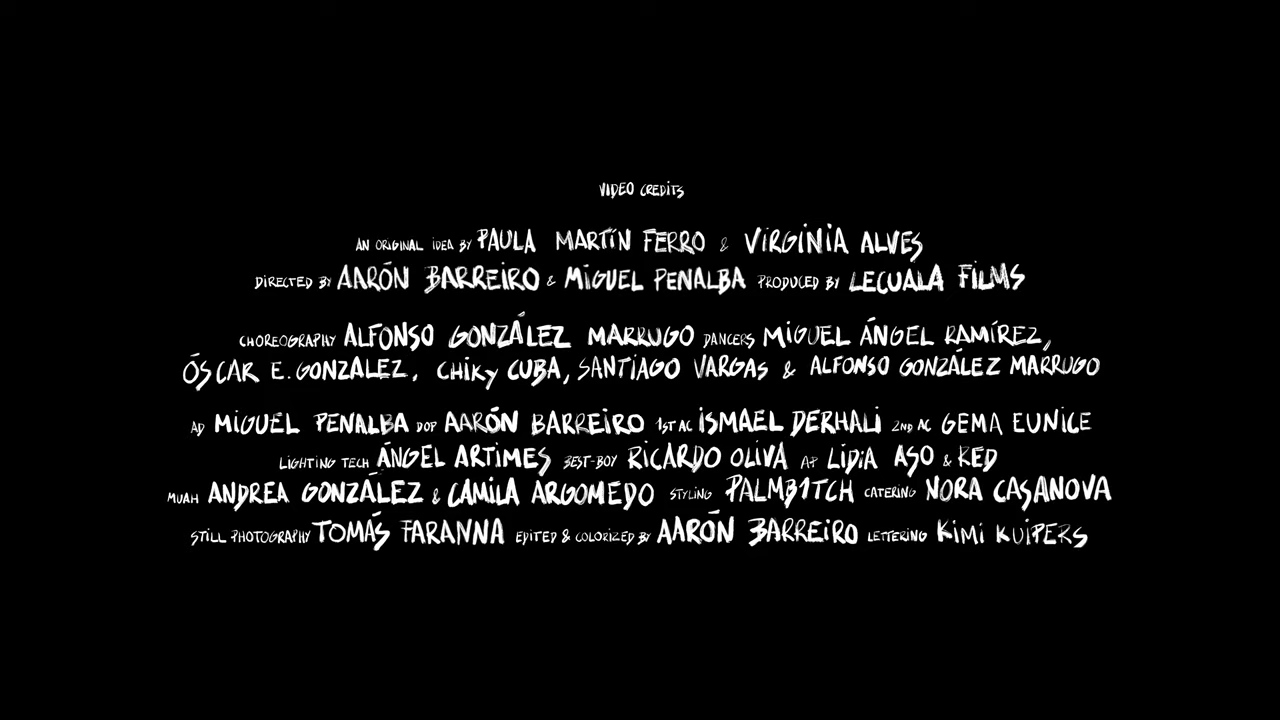 VIDEO CREDITS
AN ORIGINAL IDEA BY PAULA MARTÍN FERRO & VIRGINIA ALVES
DIRECTED BY AARÓN BARREIRO & MIGUEL PENALBA PRODUCED BY LECUALA FILMS
CHOREOGRAPHY ALFONSO GONZÁLEZ MARRUGO DANCERS MIGUEL ÁNGEL RAMÍREZ,
ÓSCAR E. GONZÁLEZ, CHIKY CUBA, SANTIAGO VARGAS & ALFONSO GONZÁLEZ MARRUGO
AD MIGUEL PENALBA DOP AARÓN BARREIRO 1ST AC ISMAEL DERHALI 2ND AC GEMA EUNICE
LIGHTING TECH ÁNGEL ARTIMES BEST-BOY RICARDO OLIVA AP LIDIA ASO & RED
MUAH ANDREA GONZÁLEZ & CAMILA ARGOMEDO STYLING PALMB1TCH CATERING NORA CASANOVA
STILL PHOTOGRAPHY TOMÁS FARANNA EDITED & COLORIZED BY AARÓN BARREIRO LETTERING KIMI KUIPERS